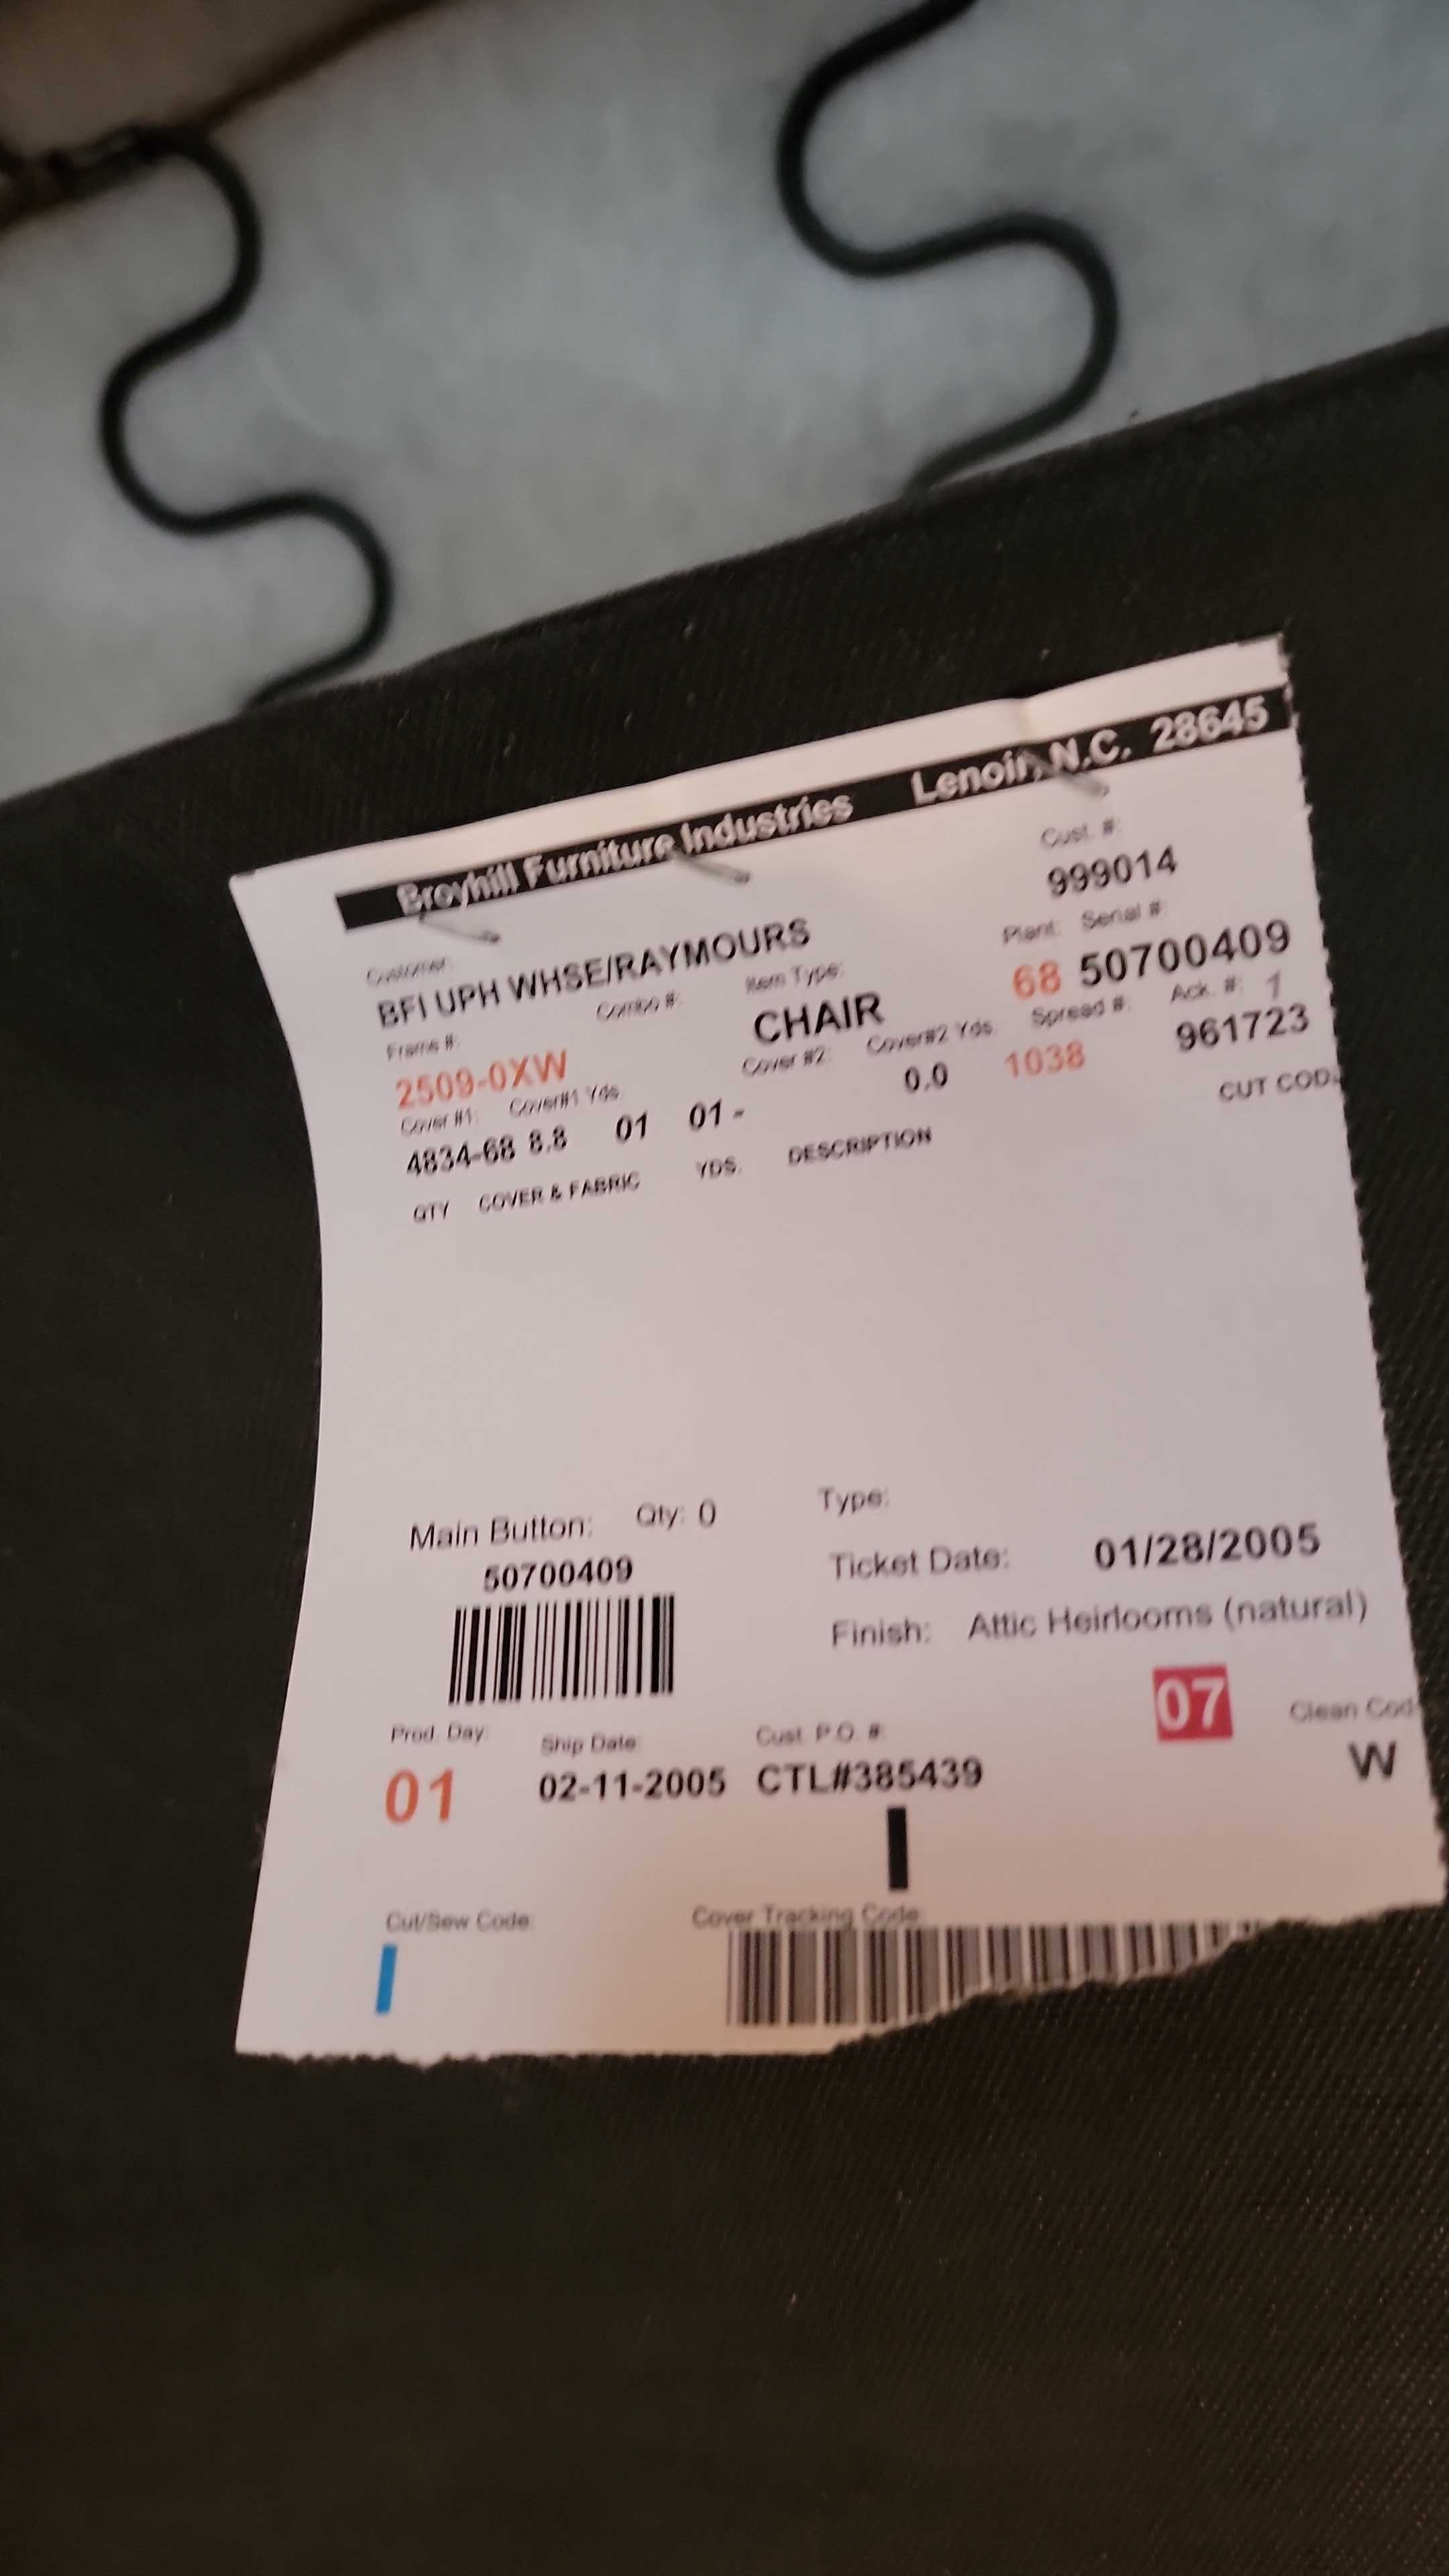 Broyhill Furniture Industries Lenoir, N.C. 28645
Customer: Cust. #:
BFI UPH WHSE/RAYMOURS 999014
Frame #: Combo #: Item Type: Plant: Serial #:
2509-0XW CHAIR 68 50700409
Cover #1: Cover#1 Yds. Cover #2: Cover#2 Yds. Spread #: Ack. #: 1
4834-68 8.8 01 01 - 0.0 1038 961723
QTY COVER & FABRIC YDS. DESCRIPTION CUT COD
Main Button: Qty: 0 Type:
50700409 Ticket Date: 01/28/2005
Finish: Attic Heirlooms (natural)
Prod. Day: Ship Date: Cust. P.O. #: 07 Clean Cod
01 02-11-2005 CTL#385439 W
Cut/Sew Code: Cover Tracking Code: